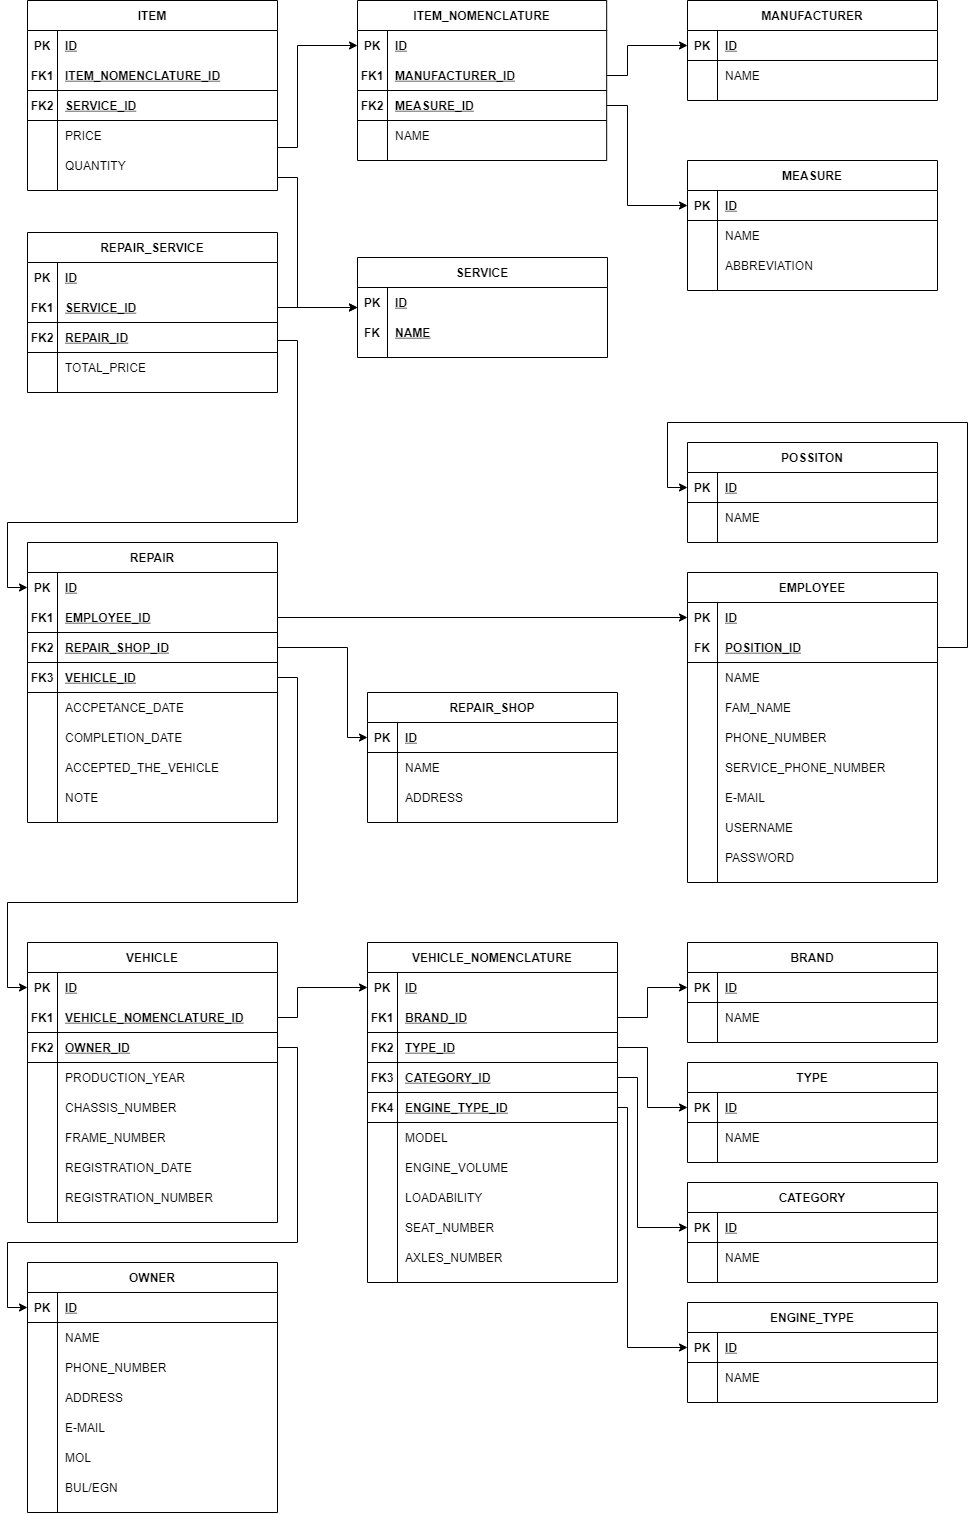 ITEM
PK ID
FK1 ITEM_NOMENCLATURE_ID
FK2 SERVICE_ID
PRICE
QUANTITY
ITEM_NOMENCLATURE
PK ID
FK1 MANUFACTURER_ID
FK2 MEASURE_ID
NAME
MANUFACTURER
PK ID
NAME
MEASURE
PK ID
NAME
ABBREVIATION
REPAIR_SERVICE
PK ID
FK1 SERVICE_ID
FK2 REPAIR_ID
TOTAL_PRICE
SERVICE
PK ID
FK NAME
POSSITON
PK ID
NAME
REPAIR
PK ID
FK1 EMPLOYEE_ID
FK2 REPAIR_SHOP_ID
FK3 VEHICLE_ID
ACCPETANCE_DATE
COMPLETION_DATE
ACCEPTED_THE_VEHICLE
NOTE
REPAIR_SHOP
PK ID
NAME
ADDRESS
EMPLOYEE
PK ID
FK POSITION_ID
NAME
FAM_NAME
PHONE_NUMBER
SERVICE_PHONE_NUMBER
E-MAIL
USERNAME
PASSWORD
VEHICLE
PK ID
FK1 VEHICLE_NOMENCLATURE_ID
FK2 OWNER_ID
PRODUCTION_YEAR
CHASSIS_NUMBER
FRAME_NUMBER
REGISTRATION_DATE
REGISTRATION_NUMBER
VEHICLE_NOMENCLATURE
PK ID
FK1 BRAND_ID
FK2 TYPE_ID
FK3 CATEGORY_ID
FK4 ENGINE_TYPE_ID
MODEL
ENGINE_VOLUME
LOADABILITY
SEAT_NUMBER
AXLES_NUMBER
BRAND
PK ID
NAME
TYPE
PK ID
NAME
CATEGORY
PK ID
NAME
ENGINE_TYPE
PK ID
NAME
OWNER
PK ID
NAME
PHONE_NUMBER
ADDRESS
E-MAIL
MOL
BUL/EGN